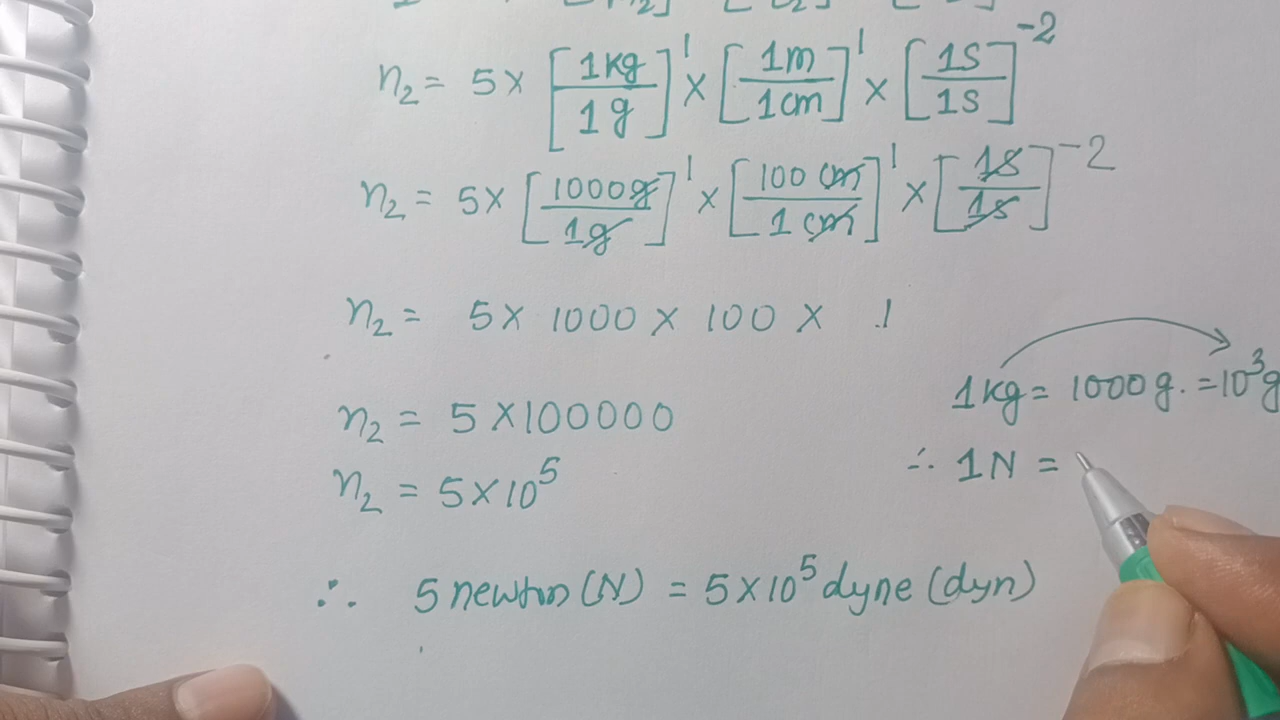 n₂ = 5 × [1kg/1g]¹ × [1m/1cm]¹ × [1s/1s]⁻²
n₂ = 5 × [1000g/1g]¹ × [100 cm/1 cm]¹ × [1s/1s]⁻²
n₂ = 5 × 1000 × 100 × 1
n₂ = 5 × 100000
1kg = 1000g. = 10³g
n₂ = 5 × 10⁵
∴ 1N =
∴ 5 newton (N) = 5 × 10⁵ dyne (dyn)